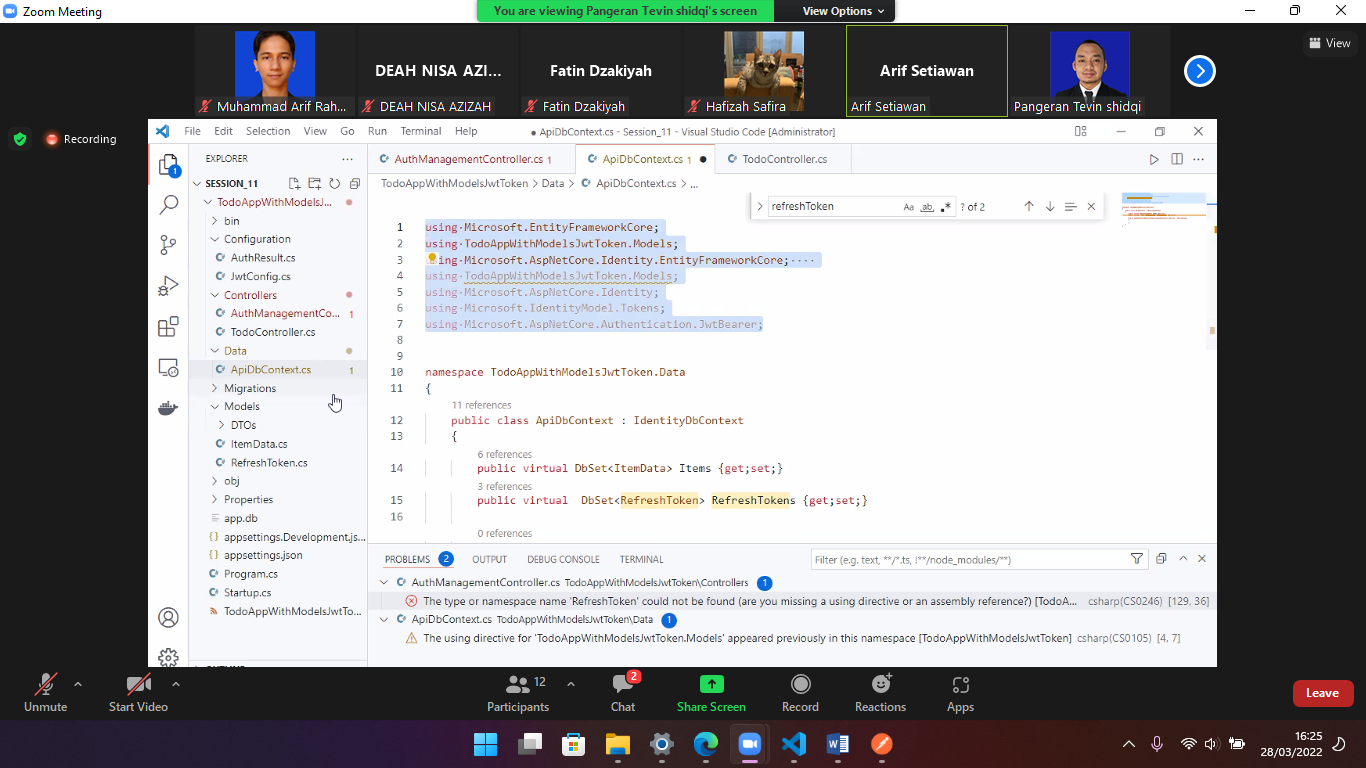 Zoom Meeting
You are viewing Pangeran Tevin shidqi's screen
View Options
View
DEAH NISA AZI...
Fatin Dzakiyah
Arif Setiawan
Muhammad Arif Rah...
DEAH NISA AZIZAH
Fatin Dzakiyah
Hafizah Safira
Arif Setiawan
Pangeran Tevin shidqi
Recording
File Edit Selection View Go Run Terminal Help
● ApiDbContext.cs - Session_11 - Visual Studio Code [Administrator]
EXPLORER
SESSION_11
TodoAppWithModelsJ...
bin
Configuration
AuthResult.cs
JwtConfig.cs
Controllers
AuthManagementCo... 1
TodoController.cs
Data
ApiDbContext.cs 1
Migrations
Models
DTOs
ItemData.cs
RefreshToken.cs
obj
Properties
app.db
appsettings.Development.js...
appsettings.json
Program.cs
Startup.cs
TodoAppWithModelsJwtTo...
1
AuthManagementController.cs 1
ApiDbContext.cs 1 ●
TodoController.cs
TodoAppWithModelsJwtToken > Data > ApiDbContext.cs > ...
refreshToken
Aa ab .*
? of 2
1 using·Microsoft.EntityFrameworkCore;
2 using·TodoAppWithModelsJwtToken.Models;
3 ing·Microsoft.AspNetCore.Identity.EntityFrameworkCore;····
4 using·TodoAppWithModelsJwtToken.Models;
5 using·Microsoft.AspNetCore.Identity;
6 using·Microsoft.IdentityModel.Tokens;
7 using·Microsoft.AspNetCore.Authentication.JwtBearer;
8
9
10 namespace TodoAppWithModelsJwtToken.Data
11 {
11 references
12 public class ApiDbContext : IdentityDbContext
13 {
6 references
14 public virtual DbSet<ItemData> Items {get;set;}
3 references
15 public virtual  DbSet<RefreshToken> RefreshTokens {get;set;}
16
0 references
PROBLEMS 2 OUTPUT DEBUG CONSOLE TERMINAL
Filter (e.g. text, **/*.ts, !**/node_modules/**)
AuthManagementController.cs TodoAppWithModelsJwtToken\Controllers 1
The type or namespace name 'RefreshToken' could not be found (are you missing a using directive or an assembly reference?) [TodoA... csharp(CS0246) [129, 36]
ApiDbContext.cs TodoAppWithModelsJwtToken\Data 1
The using directive for 'TodoAppWithModelsJwtToken.Models' appeared previously in this namespace [TodoAppWithModelsJwtToken] csharp(CS0105) [4, 7]
Unmute
Start Video
12
Participants
2
Chat
Share Screen
Record
Reactions
Apps
Leave
16:25
28/03/2022